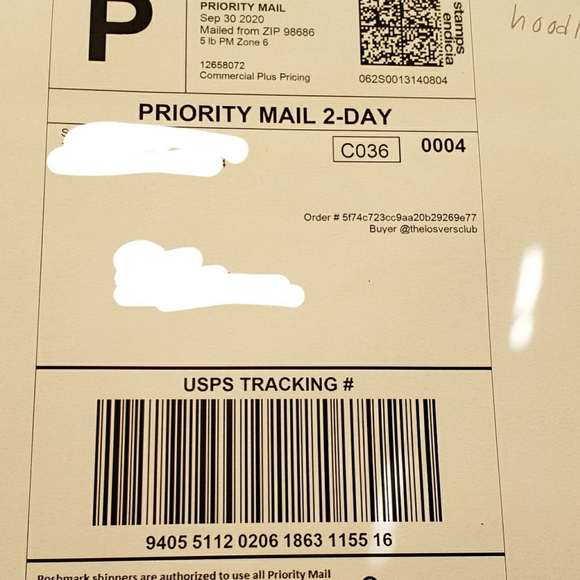 P
PRIORITY MAIL
Sep 30 2020
Mailed from ZIP 98686
5 lb PM Zone 6
12658072
Commercial Plus Pricing
stamps
endicia
062S0013140804
PRIORITY MAIL 2-DAY
C036 0004
Order # 5f74c723cc9aa20b29269e77
Buyer @thelosversclub
USPS TRACKING #
9405 5112 0206 1863 1155 16
Poshmark shippers are authorized to use all Priority Mail